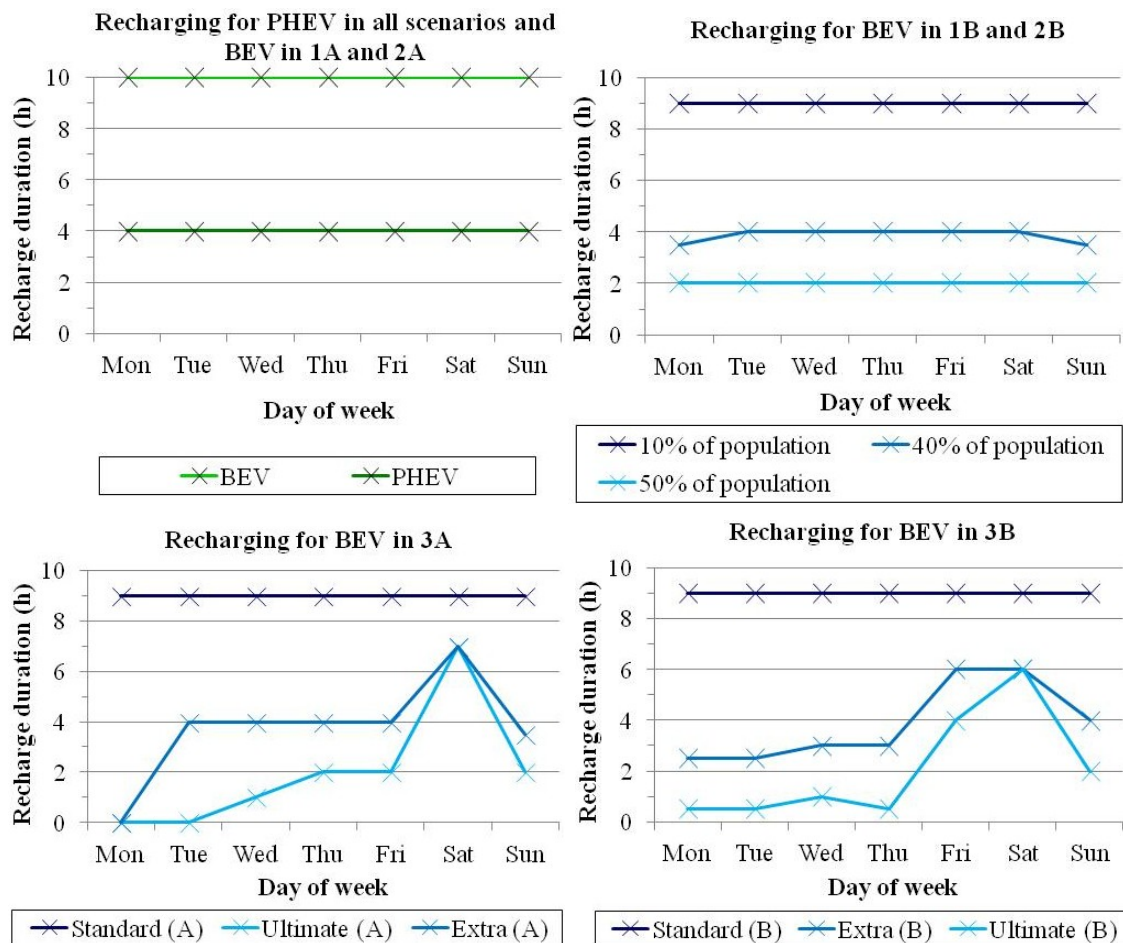 Recharging for PHEV in all scenarios and
BEV in 1A and 2A
Recharge duration (h)
10
8
6
4
2
0
Mon Tue Wed Thu Fri Sat Sun
Day of week
BEV PHEV
Recharging for BEV in 1B and 2B
Recharge duration (h)
10
8
6
4
2
0
Mon Tue Wed Thu Fri Sat Sun
Day of week
10% of population 40% of population
50% of population
Recharging for BEV in 3A
Recharge duration (h)
10
8
6
4
2
0
Mon Tue Wed Thu Fri Sat Sun
Day of week
Standard (A) Ultimate (A) Extra (A)
Recharging for BEV in 3B
Recharge duration (h)
10
8
6
4
2
0
Mon Tue Wed Thu Fri Sat Sun
Day of week
Standard (B) Extra (B) Ultimate (B)